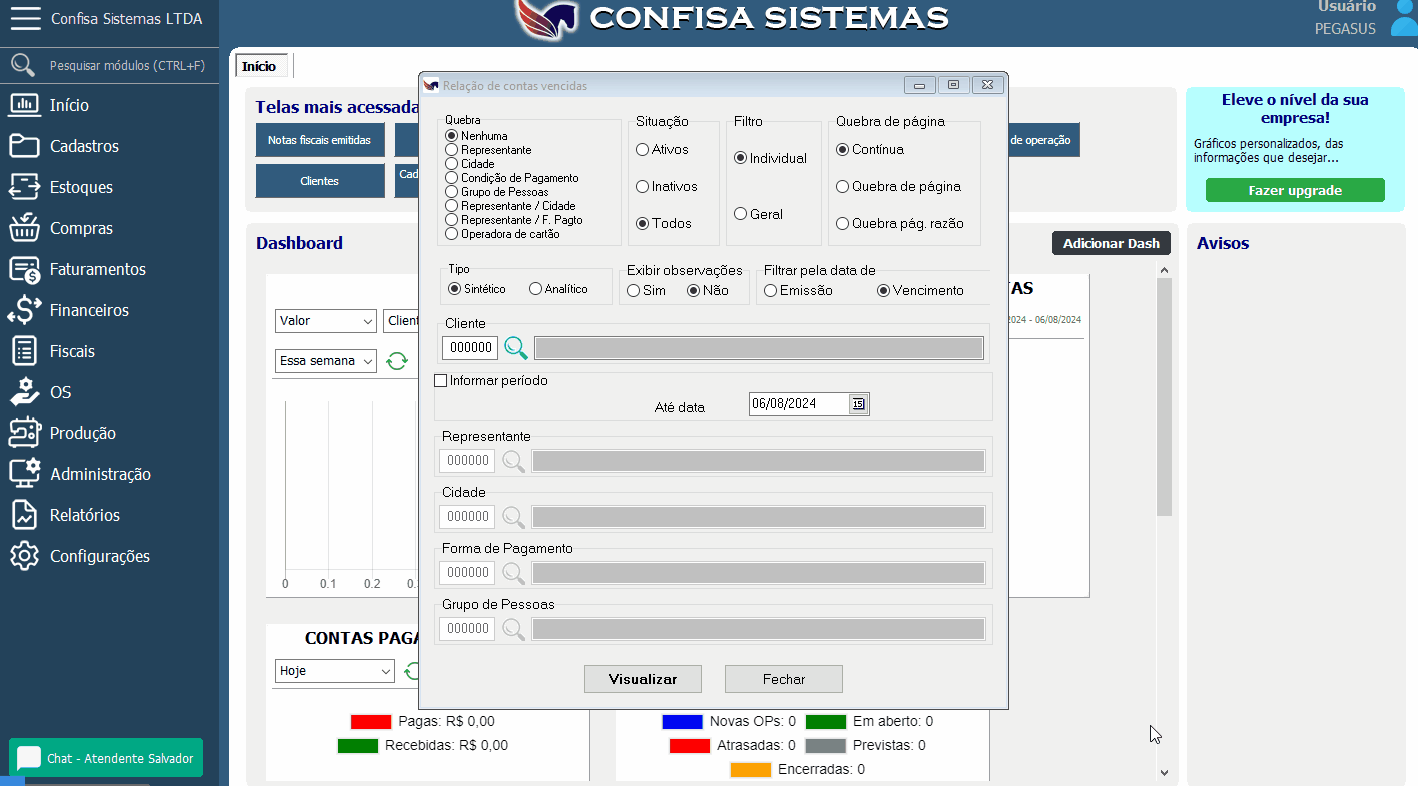 Confisa Sistemas LTDA
CONFISA SISTEMAS
Usuário
PEGASUS
Pesquisar módulos (CTRL+F)
Início
Cadastros
Estoques
Compras
Faturamentos
Financeiros
Fiscais
OS
Produção
Administração
Relatórios
Configurações
Chat - Atendente Salvador
Início
Telas mais acessada
Notas fiscais emitidas
de operação
Clientes
Cad
Dashboard
Adicionar Dash
Valor
Client
Essa semana
AS
2024 - 06/08/2024
0 0.1 0.2 0.
CONTAS PAGA
Hoje
Pagas: R$ 0,00
Recebidas: R$ 0,00
Novas OPs: 0 Em aberto: 0
Atrasadas: 0 Previstas: 0
Encerradas: 0
Eleve o nível da sua
empresa!
Gráficos personalizados, das
informações que desejar...
Fazer upgrade
Avisos
Relação de contas vencidas
Quebra
Nenhuma
Representante
Cidade
Condição de Pagamento
Grupo de Pessoas
Representante / Cidade
Representante / F. Pagto
Operadora de cartão
Situação
Ativos
Inativos
Todos
Filtro
Individual
Geral
Quebra de página
Contínua
Quebra de página
Quebra pág. razão
Tipo
Sintético Analítico
Exibir observações
Sim Não
Filtrar pela data de
Emissão Vencimento
Cliente
000000
Informar período
Até data 06/08/2024 15
Representante
000000
Cidade
000000
Forma de Pagamento
000000
Grupo de Pessoas
000000
Visualizar Fechar